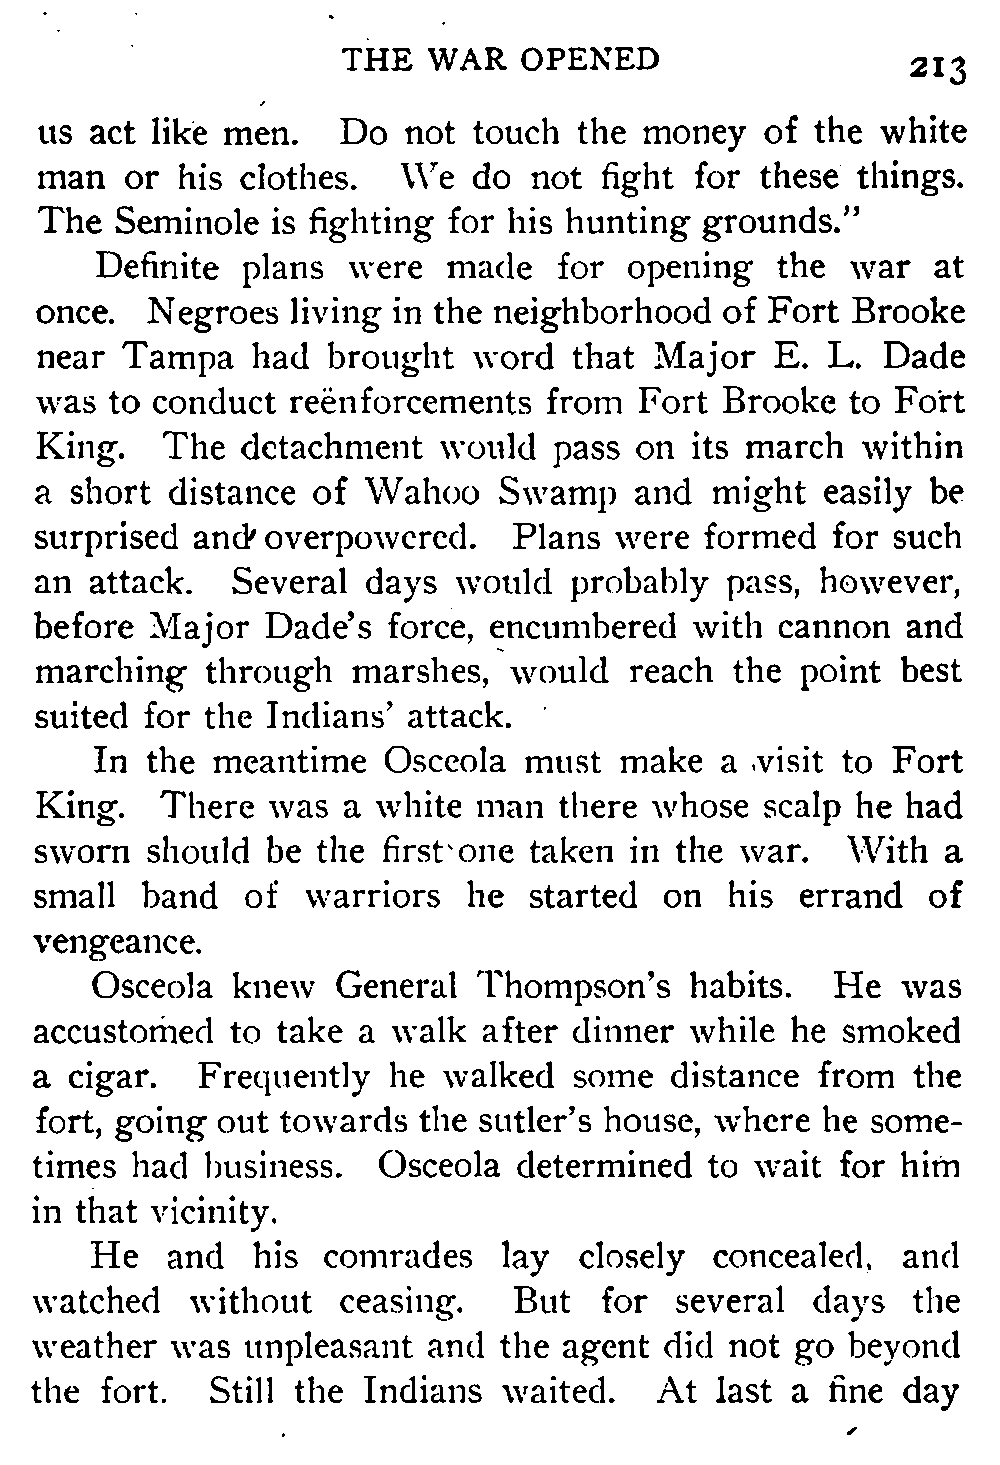 THE WAR OPENED 213
us act like men. Do not touch the money of the white
man or his clothes. We do not fight for these things.
The Seminole is fighting for his hunting grounds.”
Definite plans were made for opening the war at
once. Negroes living in the neighborhood of Fort Brooke
near Tampa had brought word that Major E. L. Dade
was to conduct reënforcements from Fort Brooke to Fort
King. The detachment would pass on its march within
a short distance of Wahoo Swamp and might easily be
surprised and overpowered. Plans were formed for such
an attack. Several days would probably pass, however,
before Major Dade’s force, encumbered with cannon and
marching through marshes, would reach the point best
suited for the Indians’ attack.
In the meantime Osceola must make a visit to Fort
King. There was a white man there whose scalp he had
sworn should be the first one taken in the war. With a
small band of warriors he started on his errand of
vengeance.
Osceola knew General Thompson’s habits. He was
accustomed to take a walk after dinner while he smoked
a cigar. Frequently he walked some distance from the
fort, going out towards the sutler’s house, where he some-
times had business. Osceola determined to wait for him
in that vicinity.
He and his comrades lay closely concealed, and
watched without ceasing. But for several days the
weather was unpleasant and the agent did not go beyond
the fort. Still the Indians waited. At last a fine day